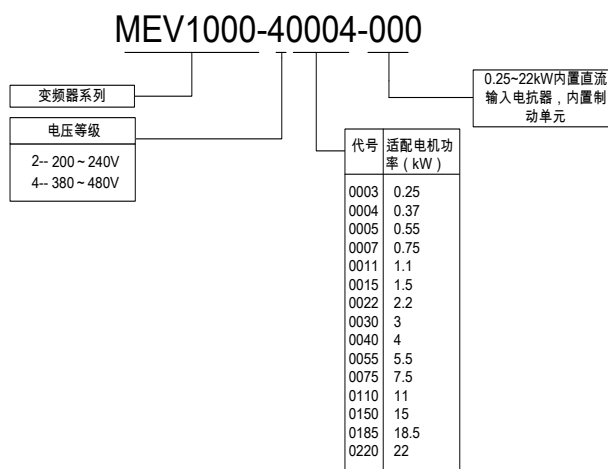 MEV1000-40004-000
变频器系列
电压等级
2-- 200～240V
4-- 380～480V
0.25~22kW内置直流
输入电抗器，内置制
动单元
代号 适配电机功
率（kW）
0003 0.25
0004 0.37
0005 0.55
0007 0.75
0011 1.1
0015 1.5
0022 2.2
0030 3
0040 4
0055 5.5
0075 7.5
0110 11
0150 15
0185 18.5
0220 22